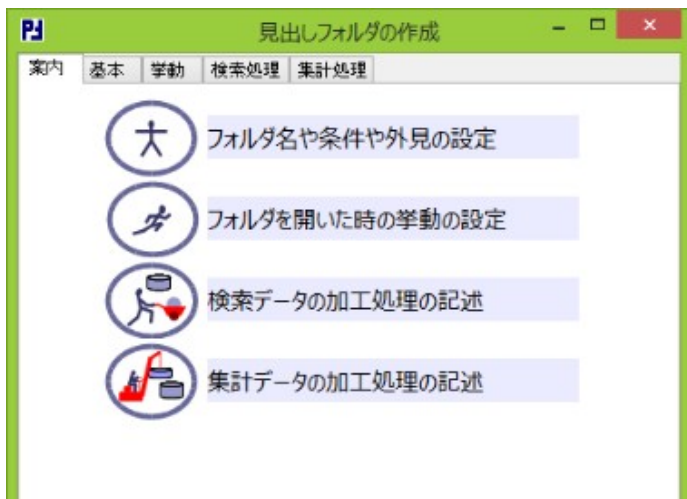 見出しフォルダの作成
案内 基本 挙動 検索処理 集計処理
フォルダ名や条件や外見の設定
フォルダを開いた時の挙動の設定
検索データの加工処理の記述
集計データの加工処理の記述